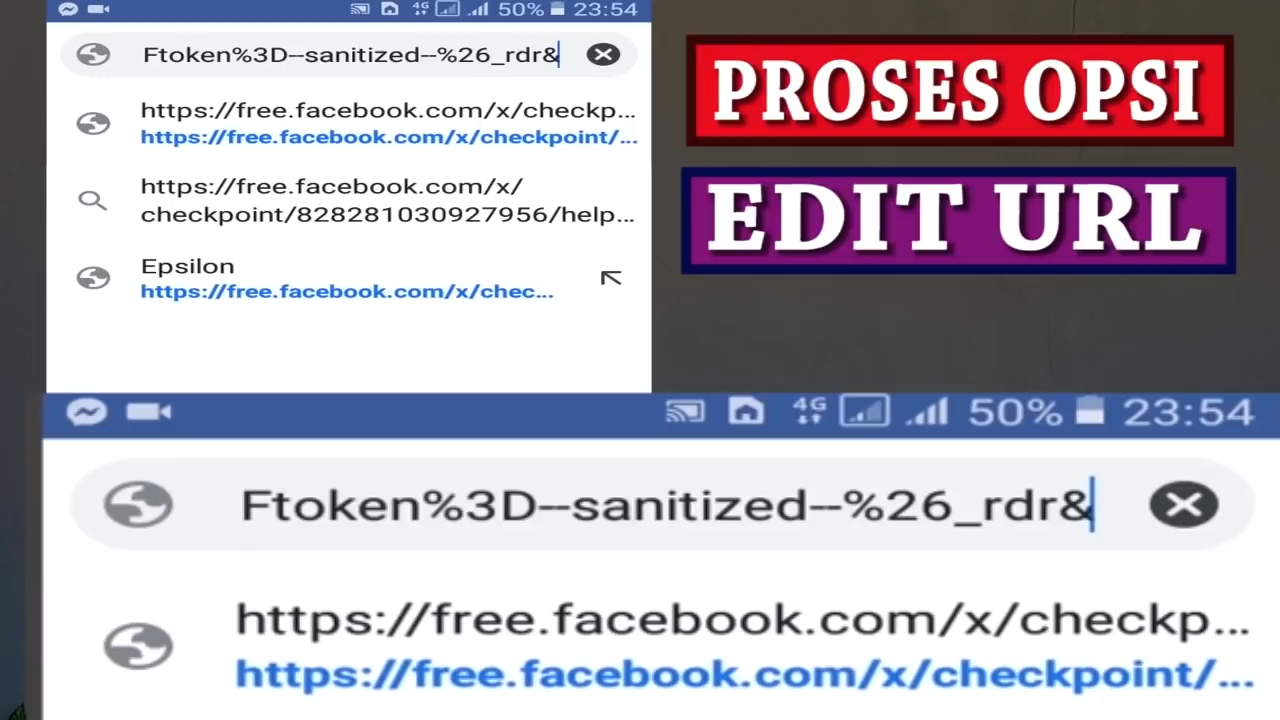 4G 50% 23:54
Ftoken%3D--sanitized--%26_rdr&
https://free.facebook.com/x/checkp...
https://free.facebook.com/x/checkpoint/...
https://free.facebook.com/x/
checkpoint/828281030927956/help...
Epsilon
https://free.facebook.com/x/chec...
PROSES OPSI
EDIT URL
4G 50% 23:54
Ftoken%3D--sanitized--%26_rdr&
https://free.facebook.com/x/checkp...
https://free.facebook.com/x/checkpoint/...